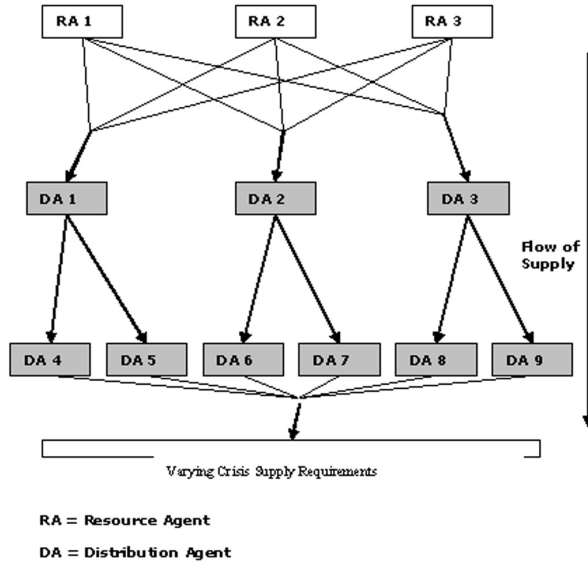 RA 1 RA 2 RA 3
DA 1 DA 2 DA 3
Flow of
Supply
DA 4 DA 5 DA 6 DA 7 DA 8 DA 9
Varying Crisis Supply Requirements
RA = Resource Agent
DA = Distribution Agent